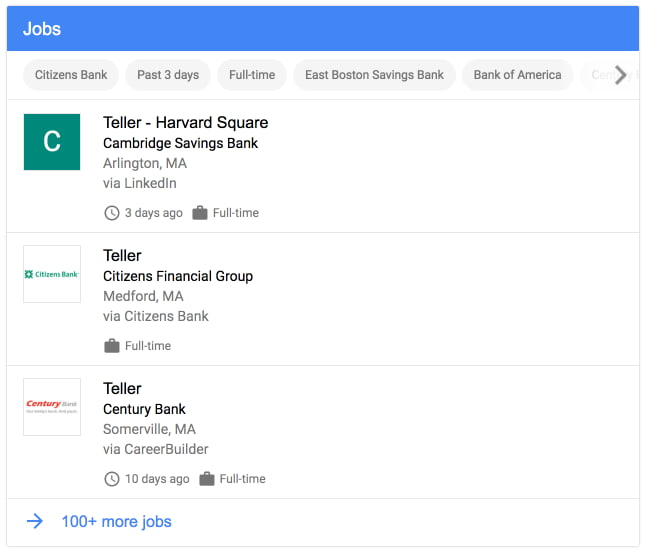 Jobs
Citizens Bank Past 3 days Full-time East Boston Savings Bank Bank of America Century
C
Teller - Harvard Square
Cambridge Savings Bank
Arlington, MA
via LinkedIn
3 days ago Full-time
Citizens Bank
Teller
Citizens Financial Group
Medford, MA
via Citizens Bank
Full-time
Century Bank
Teller
Century Bank
Somerville, MA
via CareerBuilder
10 days ago Full-time
100+ more jobs